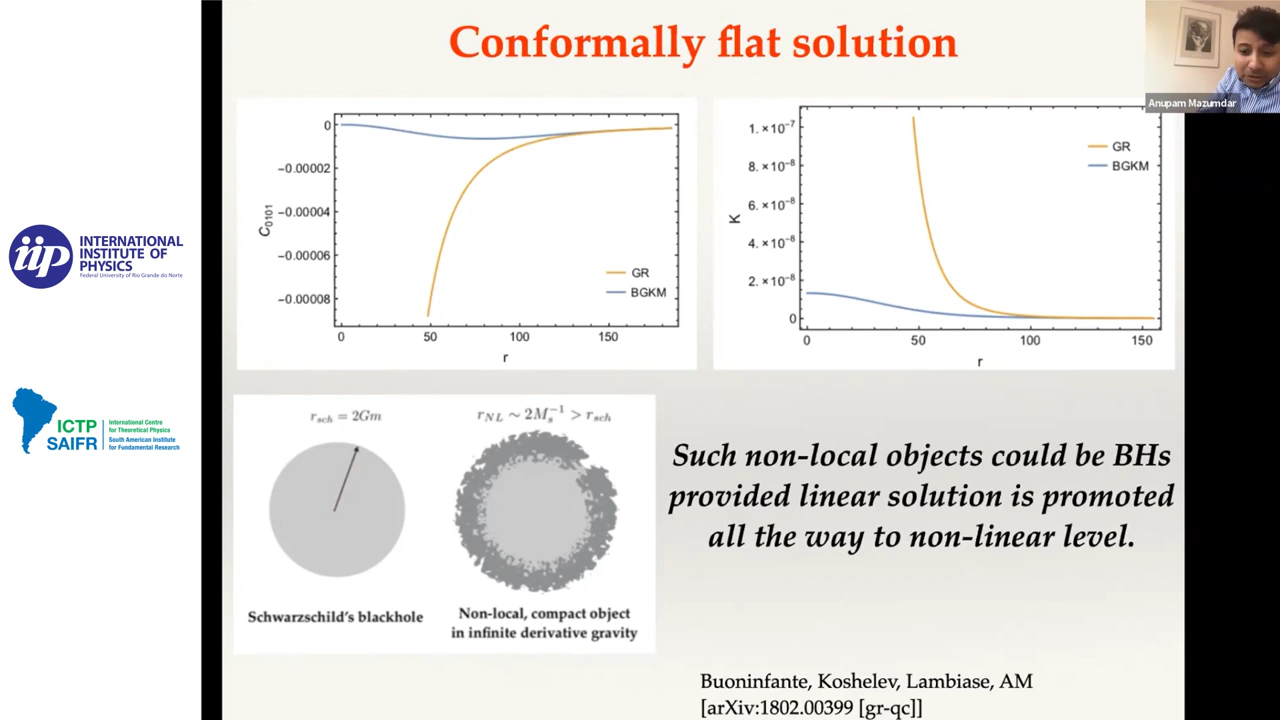 Conformally flat solution
Anupam Mazumdar
INTERNATIONAL
INSTITUTE OF
PHYSICS
Federal University of Rio Grande do Norte
ICTP
SAIFR
International Centre
for Theoretical Physics
South American Institute
for Fundamental Research
0
-0.00002
-0.00004
-0.00006
-0.00008
C₀₁₀₁
GR
BGKM
0
50
100
150
r
1.×10⁻⁷
8.×10⁻⁸
6.×10⁻⁸
4.×10⁻⁸
2.×10⁻⁸
0
K
GR
BGKM
0
50
100
150
r
r_sch = 2Gm
r_NL ∼ 2M_s⁻¹ > r_sch
Schwarzschild's blackhole
Non-local, compact object
in infinite derivative gravity
Such non-local objects could be BHs
provided linear solution is promoted
all the way to non-linear level.
Buoninfante, Koshelev, Lambiase, AM
[arXiv:1802.00399 [gr-qc]]